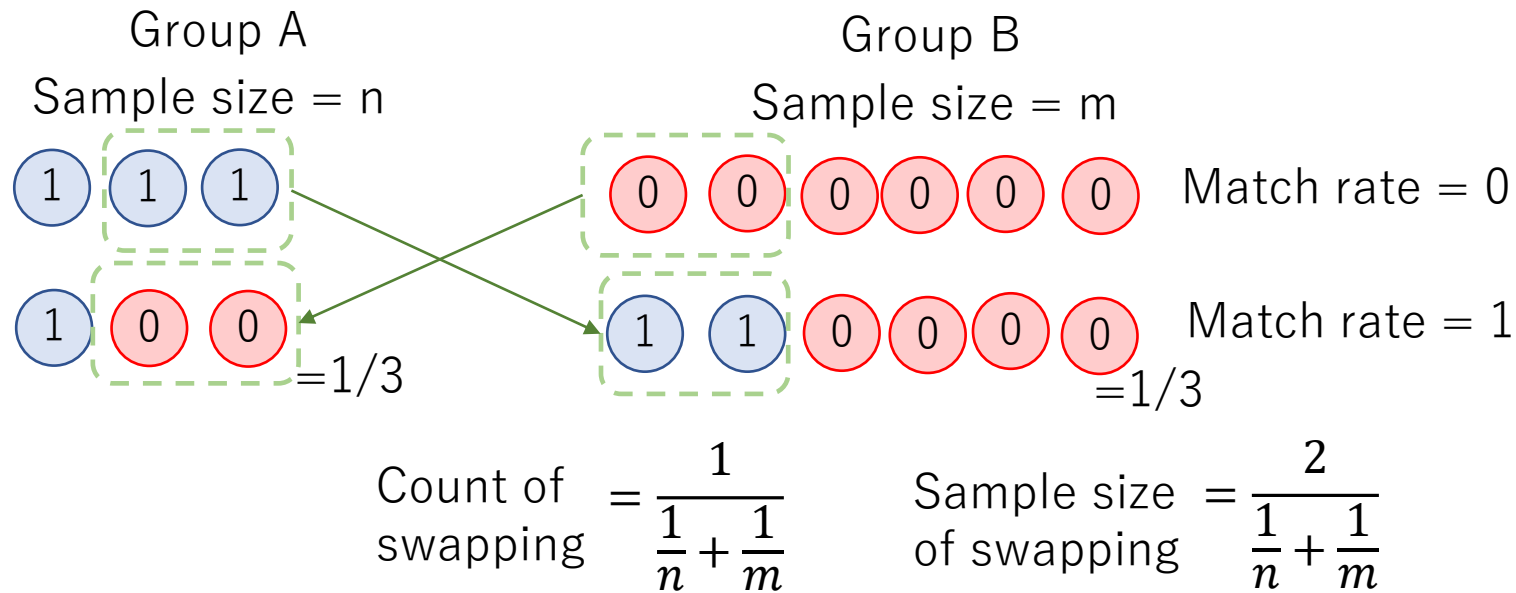 Group A
Sample size = n
Group B
Sample size = m
1 1 1
0 0 0 0 0 0
Match rate = 0
1 0 0
=1/3
1 1 0 0 0 0
=1/3
Match rate = 1
Count of swapping = 1 / (1/n + 1/m)
Sample size of swapping = 2 / (1/n + 1/m)